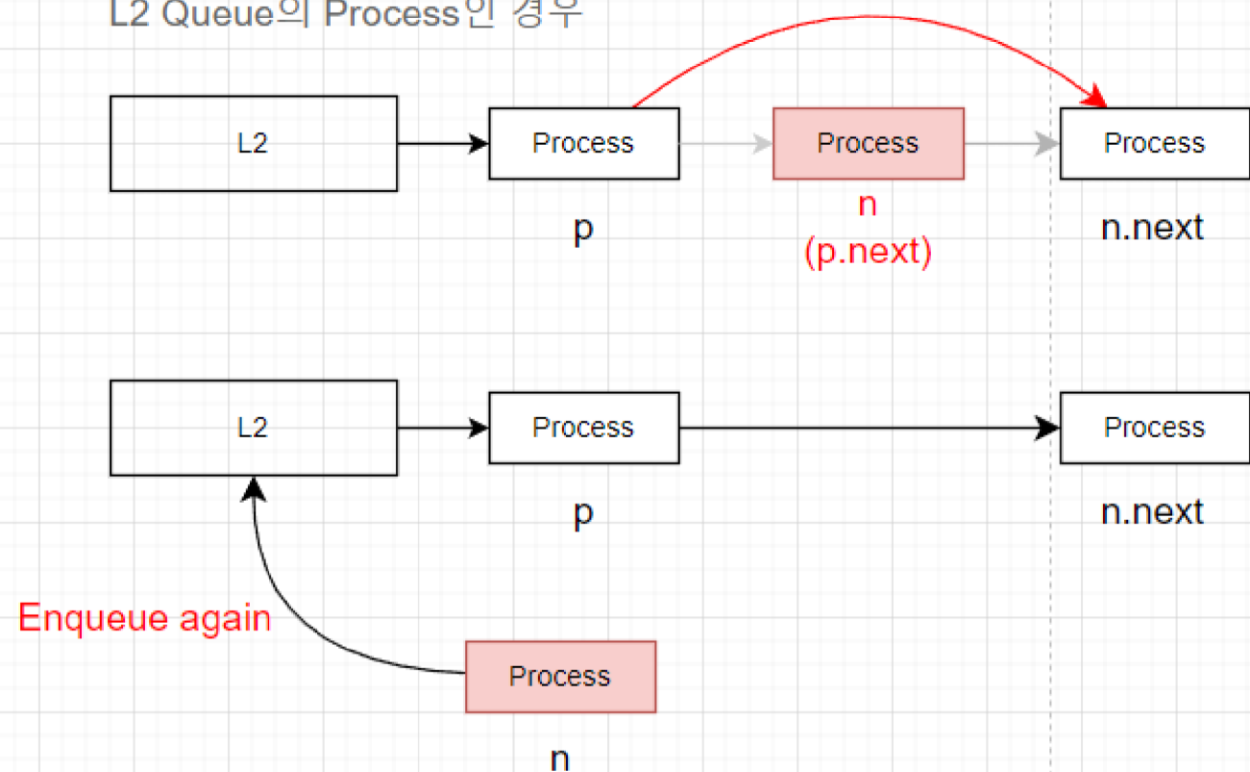 L2 Queue의 Process인 경우
L2
Process
Process
Process
p
n
(p.next)
n.next
L2
Process
Process
p
n.next
Enqueue again
Process
n